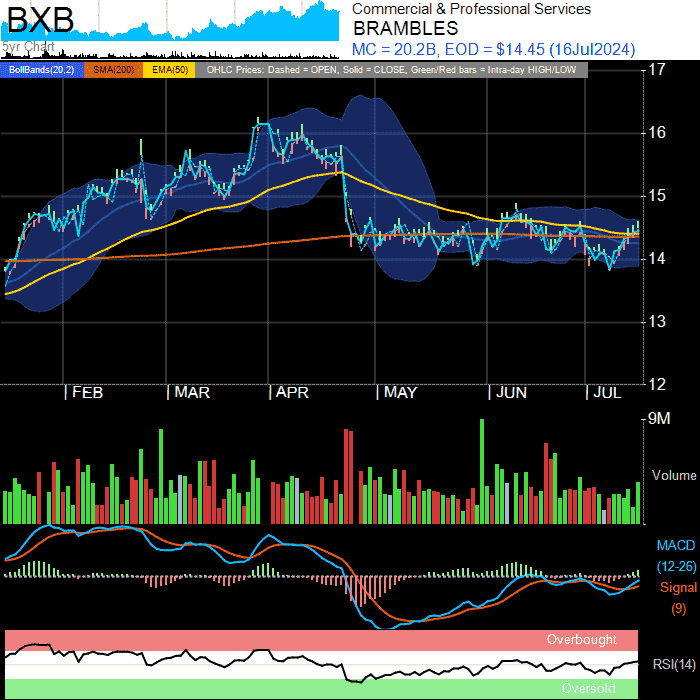 BXB
5yr Chart
Commercial & Professional Services
BRAMBLES
MC = 20.2B, EOD = $14.45 (16Jul2024)
BollBands(20,2) SMA(200) EMA(50) OHLC Prices: Dashed = OPEN, Solid = CLOSE, Green/Red bars = Intra-day HIGH/LOW
17
16
15
14
13
12
| FEB | MAR | APR | MAY | JUN | JUL
9M
Volume
MACD
(12-26)
Signal
(9)
Overbought
RSI(14)
Oversold